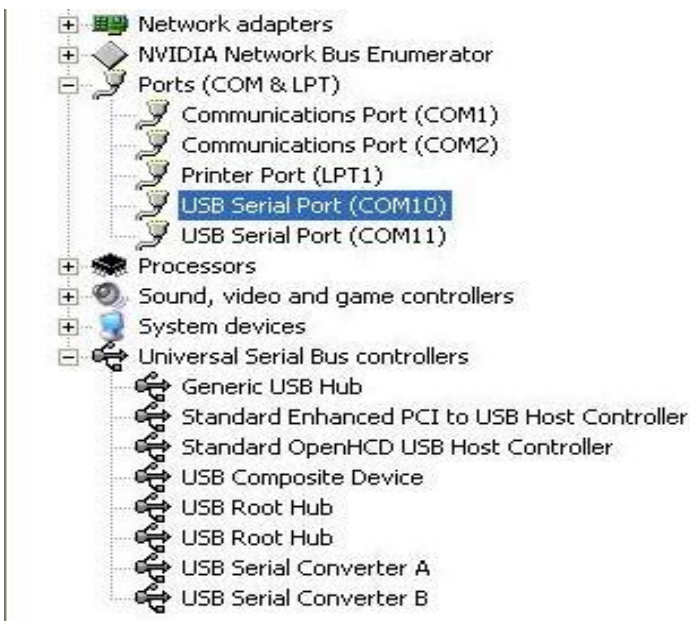 Network adapters
NVIDIA Network Bus Enumerator
Ports (COM & LPT)
Communications Port (COM1)
Communications Port (COM2)
Printer Port (LPT1)
USB Serial Port (COM10)
USB Serial Port (COM11)
Processors
Sound, video and game controllers
System devices
Universal Serial Bus controllers
Generic USB Hub
Standard Enhanced PCI to USB Host Controller
Standard OpenHCD USB Host Controller
USB Composite Device
USB Root Hub
USB Root Hub
USB Serial Converter A
USB Serial Converter B